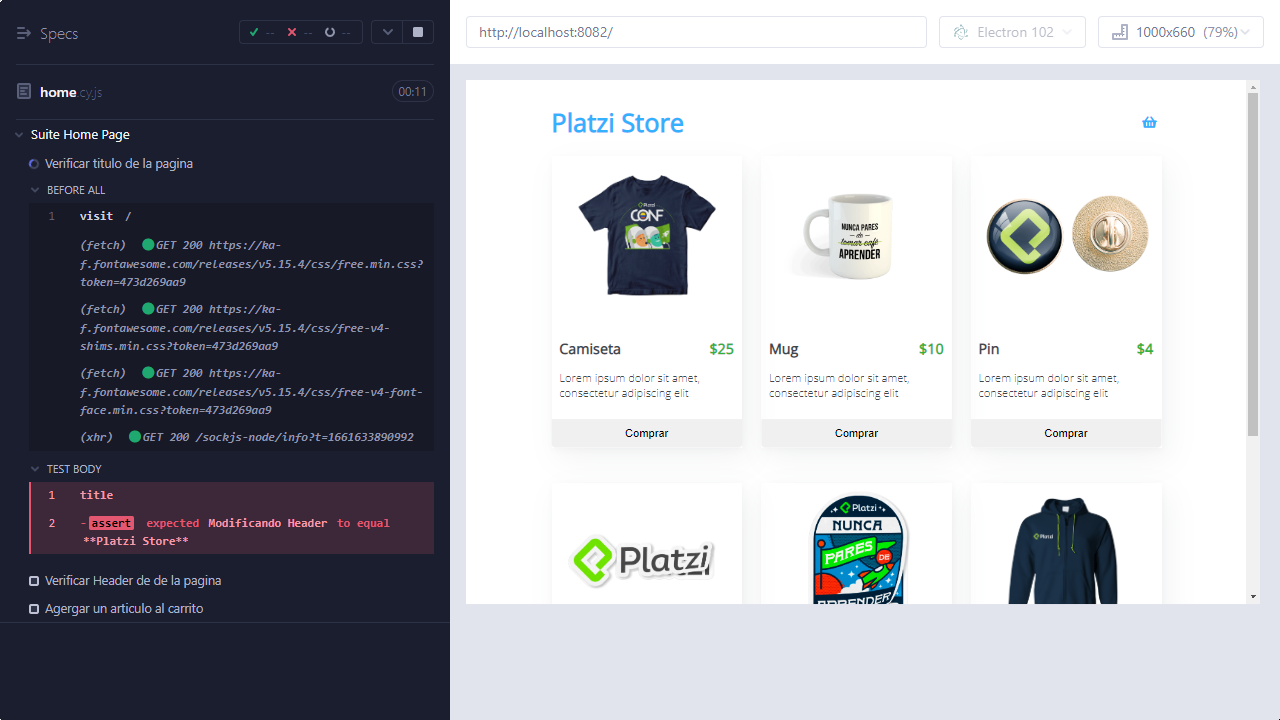 Specs
-- -- --
home.cy.js
00:11
Suite Home Page
Verificar titulo de la pagina
BEFORE ALL
1 visit /
(fetch) GET 200 https://ka-
f.fontawesome.com/releases/v5.15.4/css/free.min.css?
token=473d269aa9
(fetch) GET 200 https://ka-
f.fontawesome.com/releases/v5.15.4/css/free-v4-
shims.min.css?token=473d269aa9
(fetch) GET 200 https://ka-
f.fontawesome.com/releases/v5.15.4/css/free-v4-font-
face.min.css?token=473d269aa9
(xhr) GET 200 /sockjs-node/info?t=1661633890992
TEST BODY
1 title
2 -assert expected Modificando Header to equal
**Platzi Store**
Verificar Header de de la pagina
Agergar un articulo al carrito
http://localhost:8082/
Electron 102
1000x660 (79%)
Platzi Store
Platzi
CONF
NUNCA PARES
de
tomar café
APRENDER
Camiseta $25
Lorem ipsum dolor sit amet,
consectetur adipiscing elit
Comprar
Mug $10
Lorem ipsum dolor sit amet,
consectetur adipiscing elit
Comprar
Pin $4
Lorem ipsum dolor sit amet,
consectetur adipiscing elit
Comprar
Platzi
Platzi
NUNCA
PARES
DE
APRENDER
Platzi